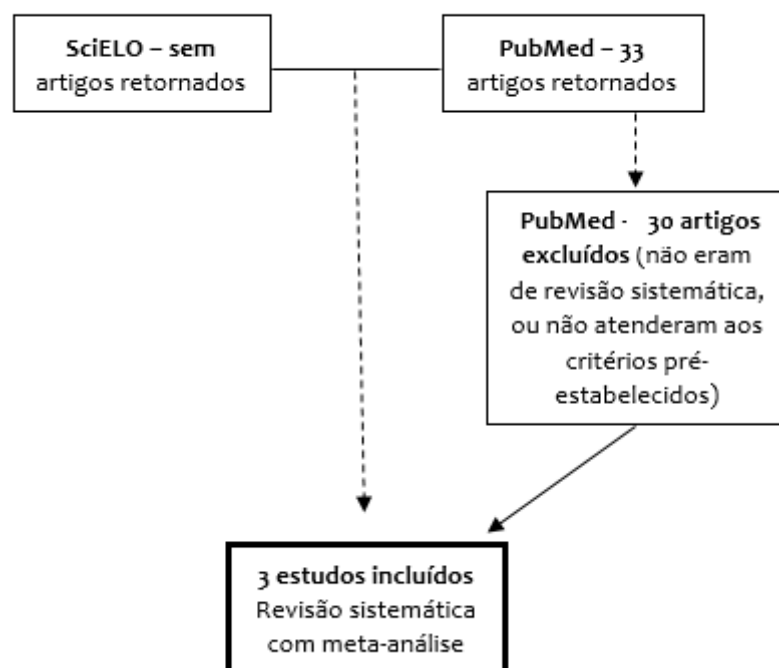 SciELO – sem
artigos retornados
PubMed – 33
artigos retornados
PubMed - 30 artigos
excluídos (não eram
de revisão sistemática,
ou não atenderam aos
critérios pré-
estabelecidos)
3 estudos incluídos
Revisão sistemática
com meta-análise